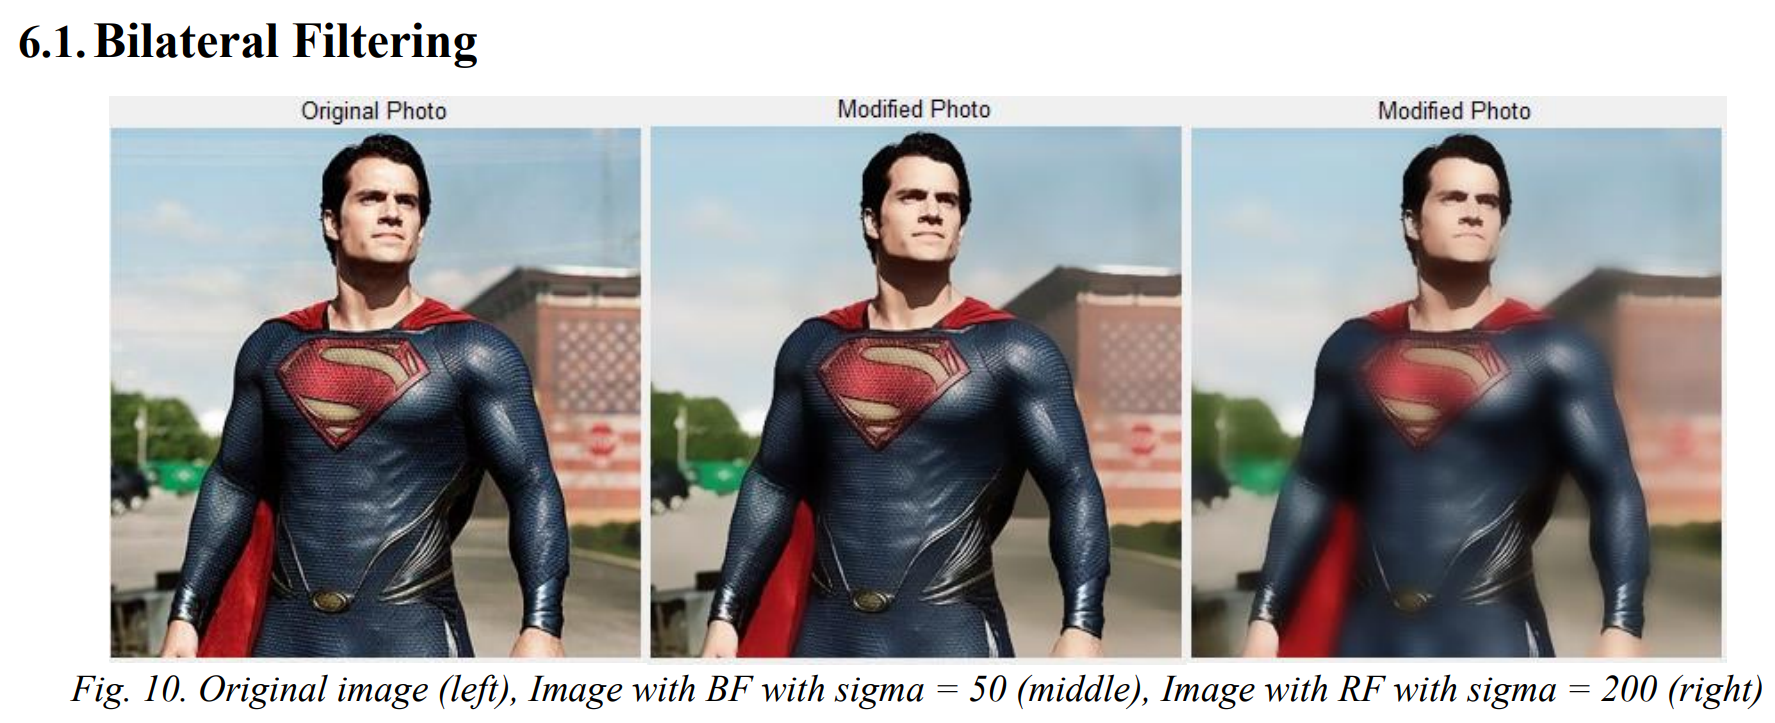 6.1. Bilateral Filtering
Original Photo
Modified Photo
Modified Photo
Fig. 10. Original image (left), Image with BF with sigma = 50 (middle), Image with RF with sigma = 200 (right)